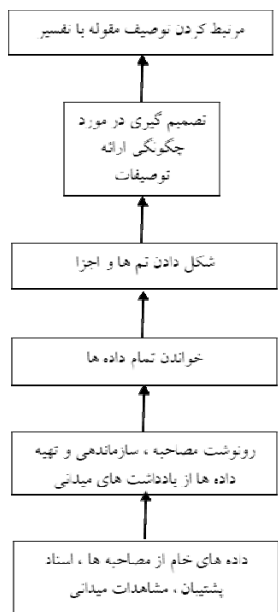 مرتبط کردن توصیف مقوله با تفسیر
تصمیم گیری در مورد
چگونگی ارائه
توصیفات
شکل دادن تم ها و اجزا
خواندن تمام داده ها
رونوشت مصاحبه ، سازماندهی و تهیه
داده ها از یادداشت های میدانی
داده های خام از مصاحبه ها ، اسناد
پشتیبان ، مشاهدات میدانی